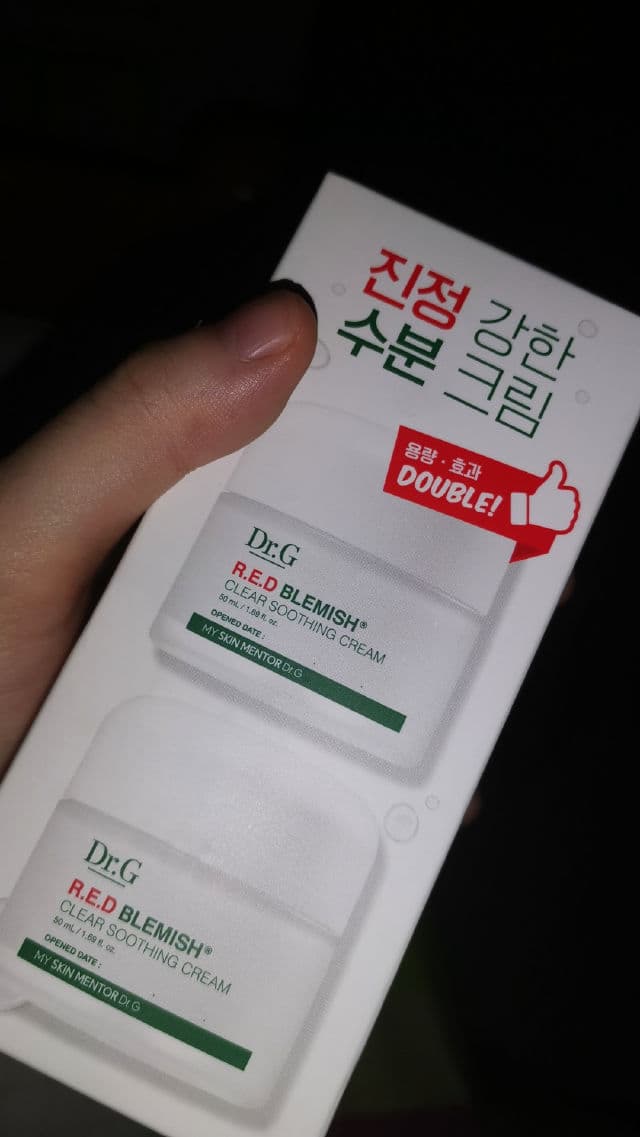 진정 강한
수분 크림
용량 · 효과
DOUBLE!
Dr.G
R.E.D BLEMISH®
CLEAR SOOTHING CREAM
50 mL / 1.69 fl. oz.
OPENED DATE :
MY SKIN MENTOR Dr.G
Dr.G
R.E.D BLEMISH®
CLEAR SOOTHING CREAM
50 mL / 1.69 fl. oz.
OPENED DATE :
MY SKIN MENTOR Dr.G